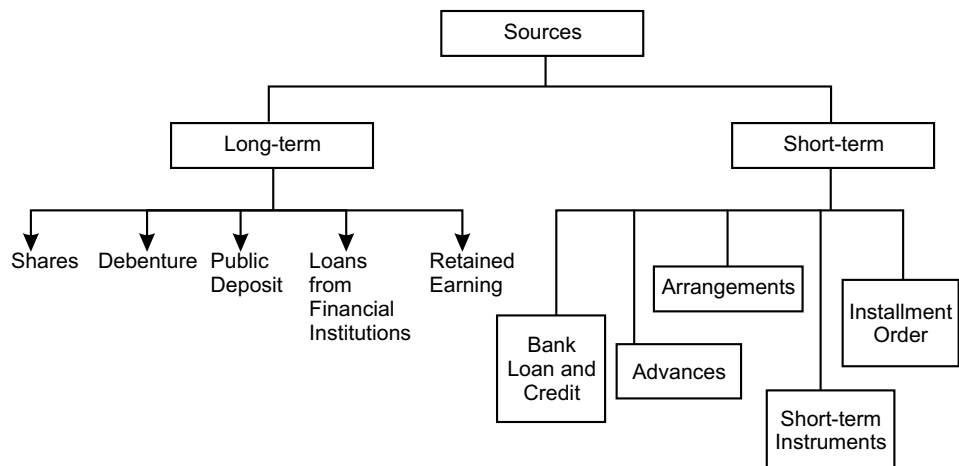 Sources
Long-term
Short-term
Shares
Debenture
Public
Deposit
Loans
from
Financial
Institutions
Retained
Earning
Bank
Loan and
Credit
Advances
Arrangements
Short-term
Instruments
Installment
Order